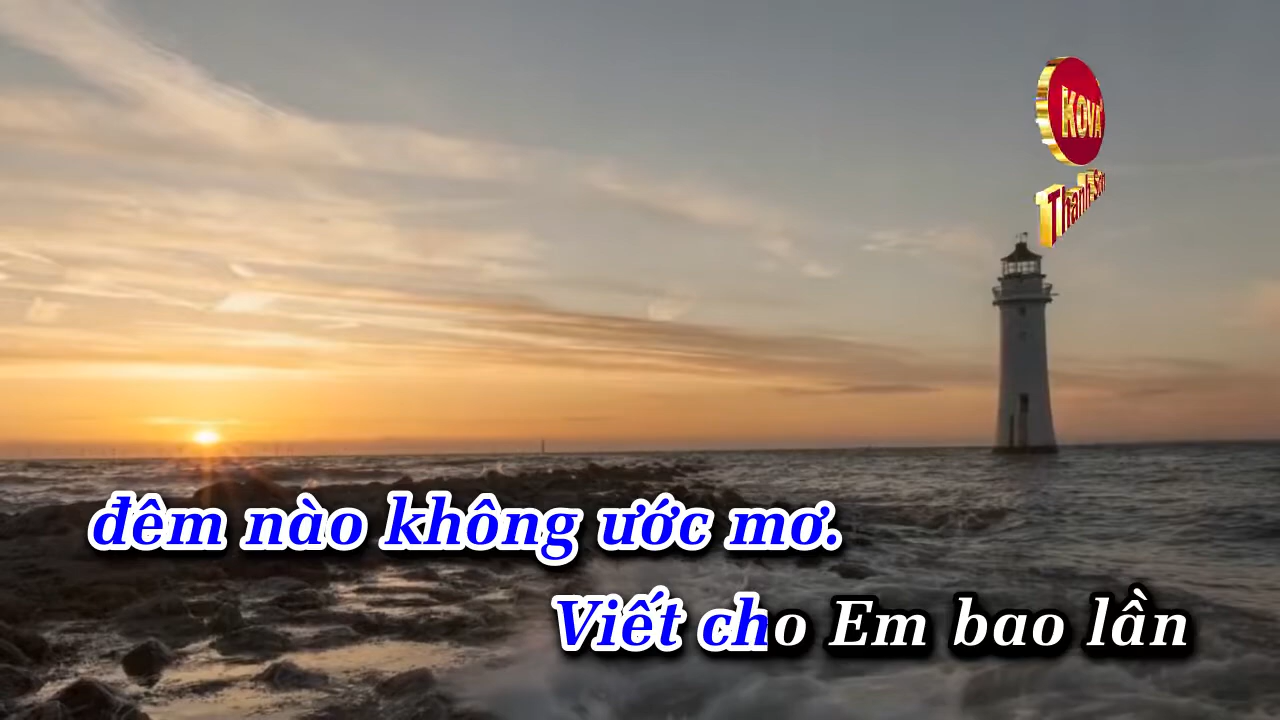 KOVA
Thanh Sơn
đêm nào không ước mơ.
Viết cho Em bao lần